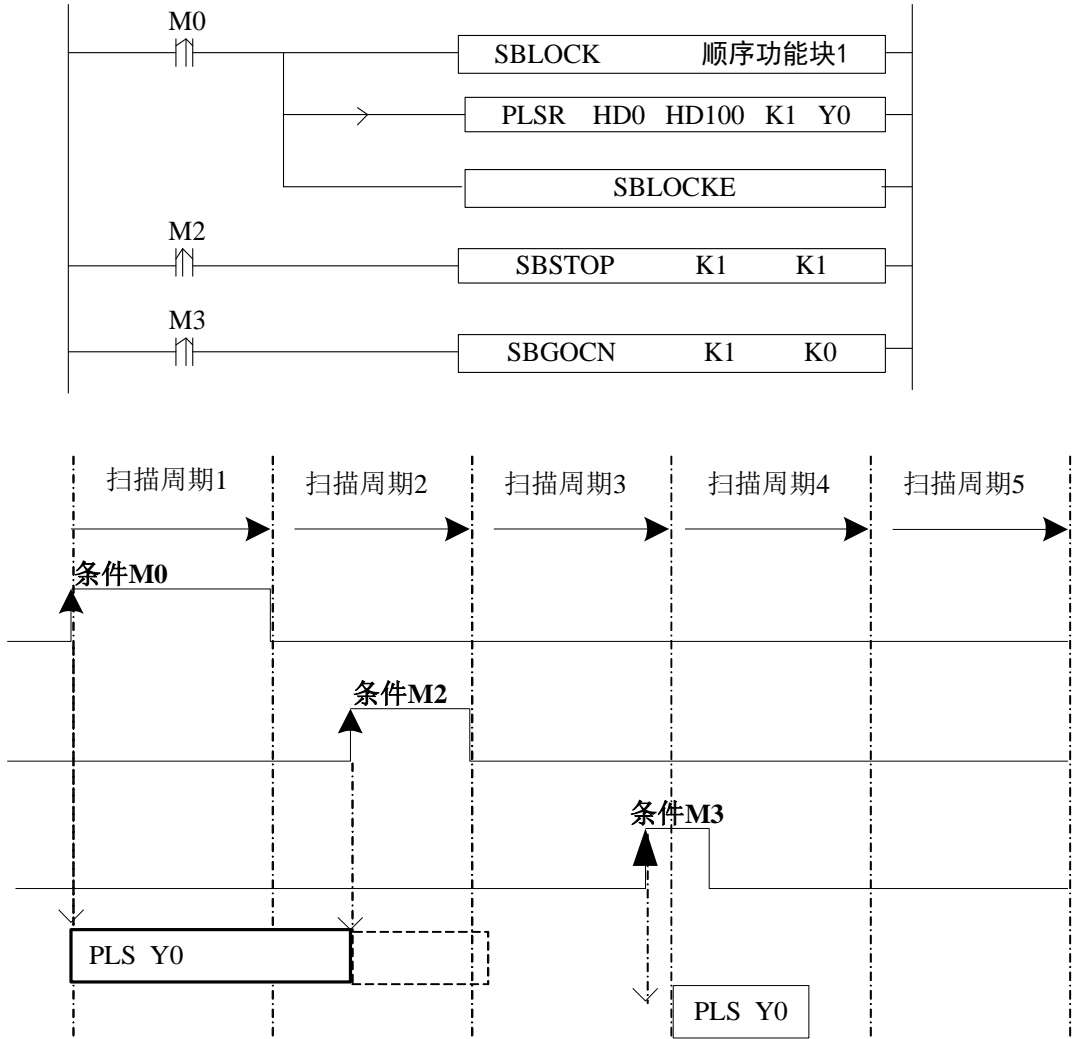 M0
SBLOCK 顺序功能块1
PLSR HD0 HD100 K1 Y0
SBLOCKE
M2
SBSTOP K1 K1
M3
SBGOCN K1 K0
扫描周期1 扫描周期2 扫描周期3 扫描周期4 扫描周期5
条件M0
条件M2
条件M3
PLS Y0
PLS Y0